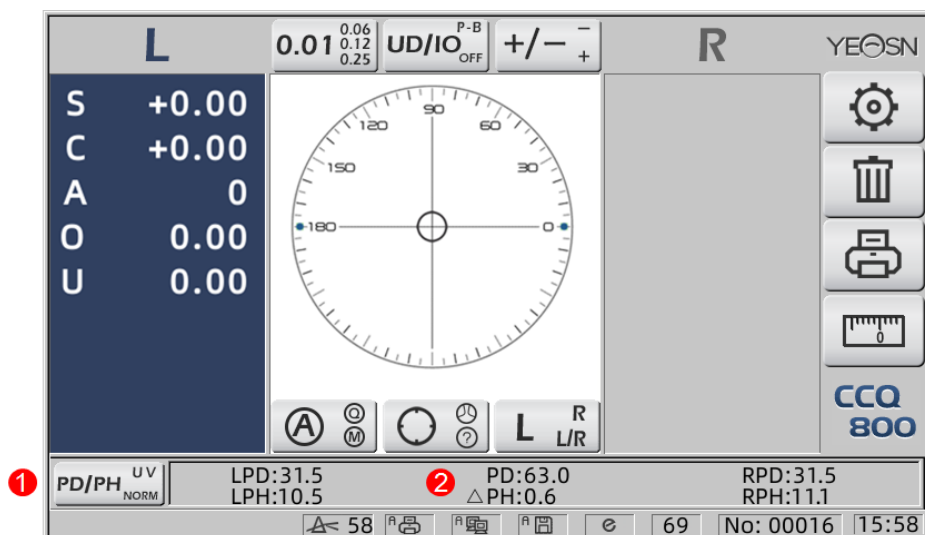 L
0.01 0.06 0.12 0.25
UD/IO P-B OFF
+/− − +
R
YEOSN
S +0.00
C +0.00
A 0
O 0.00
U 0.00
90
120
60
150
30
180
0
0
A Q M
?
L R L/R
CCQ
800
1
PD/PH UV NORM
LPD:31.5
2
PD:63.0
RPD:31.5
LPH:10.5
△PH:0.6
RPH:11.1
58
A
A
A
e
69
No: 00016
15:58